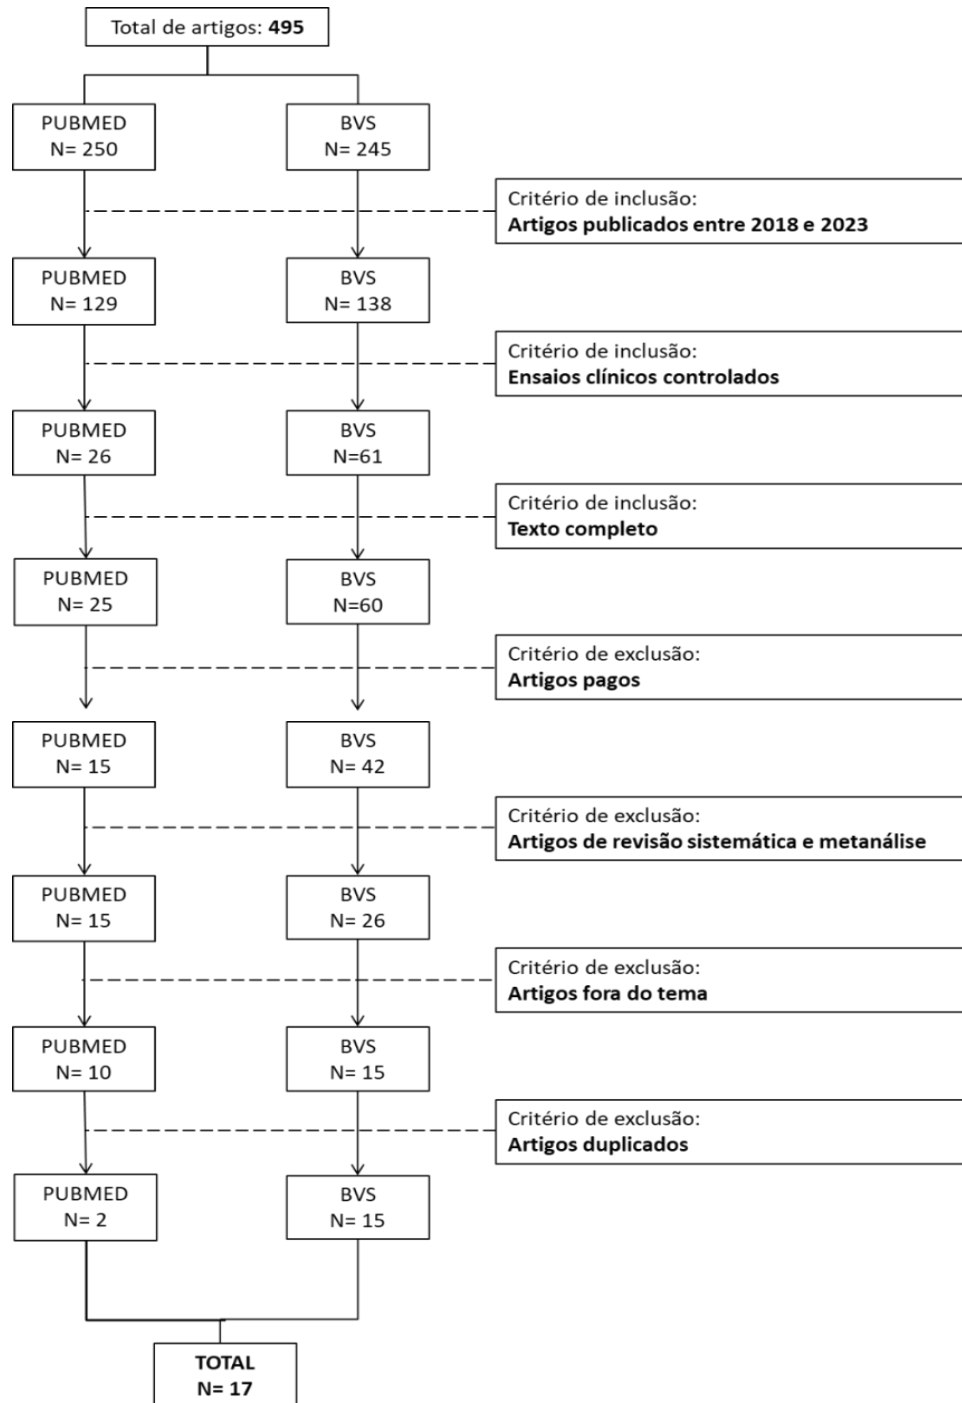 Total de artigos: 495
PUBMED
N= 250
BVS
N= 245
Critério de inclusão:
Artigos publicados entre 2018 e 2023
PUBMED
N= 129
BVS
N= 138
Critério de inclusão:
Ensaios clínicos controlados
PUBMED
N= 26
BVS
N=61
Critério de inclusão:
Texto completo
PUBMED
N= 25
BVS
N=60
Critério de exclusão:
Artigos pagos
PUBMED
N= 15
BVS
N= 42
Critério de exclusão:
Artigos de revisão sistemática e metanálise
PUBMED
N= 15
BVS
N= 26
Critério de exclusão:
Artigos fora do tema
PUBMED
N= 10
BVS
N= 15
Critério de exclusão:
Artigos duplicados
PUBMED
N= 2
BVS
N= 15
TOTAL
N= 17